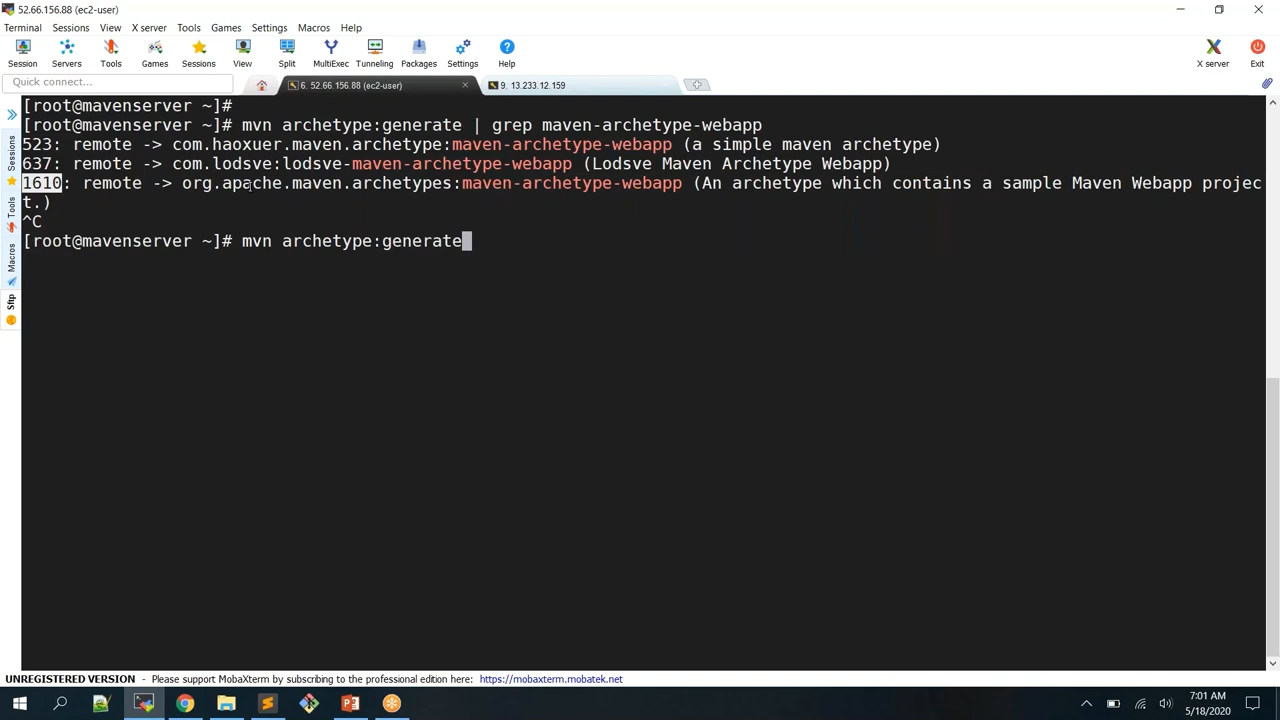 52.66.156.88 (ec2-user)
Terminal Sessions View X server Tools Games Settings Macros Help
Session Servers Tools Games Sessions View Split MultiExec Tunneling Packages Settings Help X server Exit
Quick connect...
6. 52.66.156.88 (ec2-user)
9. 13.233.12.159
Sessions
Tools
Macros
Sftp
[root@mavenserver ~]#
[root@mavenserver ~]# mvn archetype:generate | grep maven-archetype-webapp
523: remote -> com.haoxuer.maven.archetype:maven-archetype-webapp (a simple maven archetype)
637: remote -> com.lodsve:lodsve-maven-archetype-webapp (Lodsve Maven Archetype Webapp)
1610: remote -> org.apache.maven.archetypes:maven-archetype-webapp (An archetype which contains a sample Maven Webapp projec
t.)
^C
[root@mavenserver ~]# mvn archetype:generate
UNREGISTERED VERSION - Please support MobaXterm by subscribing to the professional edition here: https://mobaxterm.mobatek.net
7:01 AM
5/18/2020